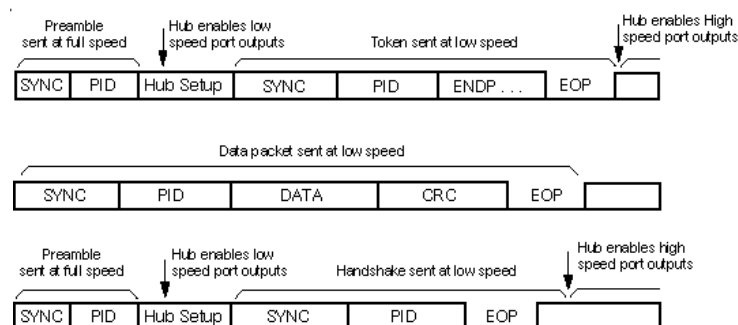 Preamble
sent at full speed
Hub enables low
speed port outputs
Token sent at low speed
Hub enables High
speed port outputs
SYNC PID Hub Setup SYNC PID ENDP . . . EOP
Data packet sent at low speed
SYNC PID DATA CRC EOP
Preamble
sent at full speed
Hub enables low
speed port outputs
Handshake sent at low speed
Hub enables high
speed port outputs
SYNC PID Hub Setup SYNC PID EOP